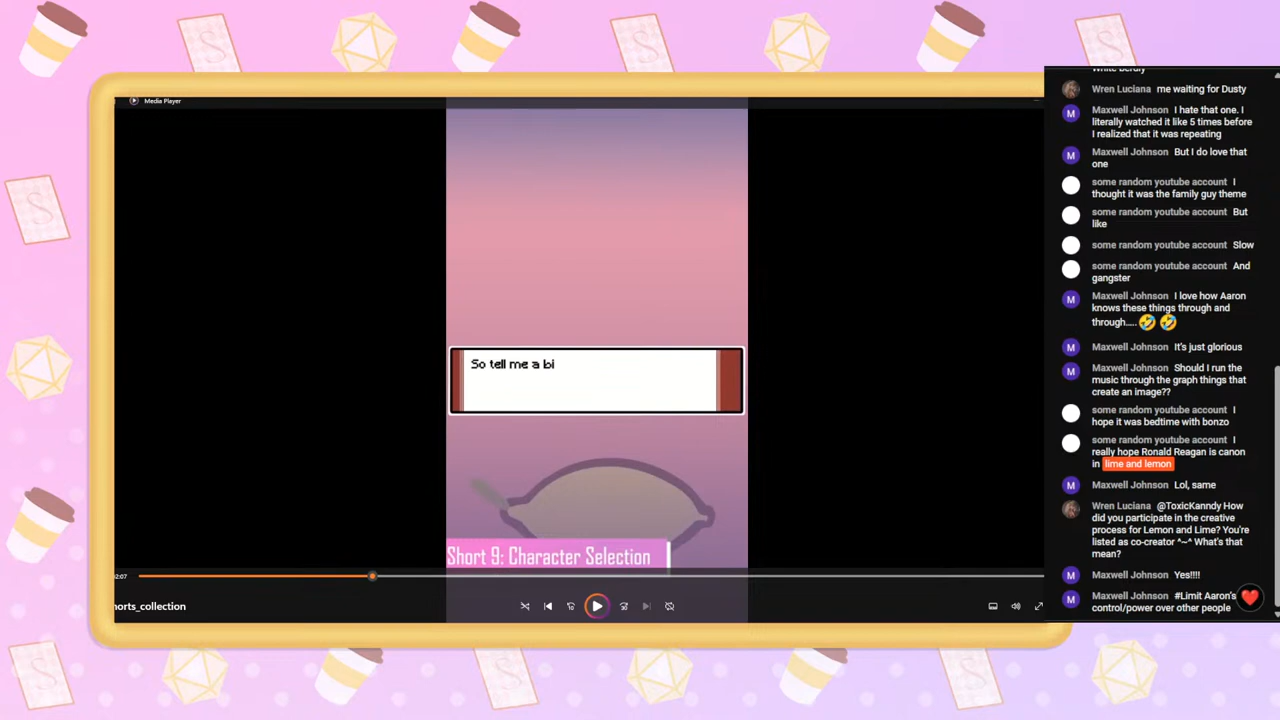 Media Player
So tell me a bi
Short 9: Character Selection
2:07
horts_collection
White Berdly
Wren Luciana me waiting for Dusty
Maxwell Johnson I hate that one. I
literally watched it like 5 times before
I realized that it was repeating
Maxwell Johnson But I do love that
one
some random youtube account I
thought it was the family guy theme
some random youtube account But
like
some random youtube account Slow
some random youtube account And
gangster
Maxwell Johnson I love how Aaron
knows these things through and
through.....🤣 🤣
Maxwell Johnson It's just glorious
Maxwell Johnson Should I run the
music through the graph things that
create an image??
some random youtube account I
hope it was bedtime with bonzo
some random youtube account I
really hope Ronald Reagan is canon
in lime and lemon
Maxwell Johnson Lol, same
Wren Luciana @ToxicKanndy How
did you participate in the creative
process for Lemon and Lime? You're
listed as co-creator ^~^ What's that
mean?
Maxwell Johnson Yes!!!!
Maxwell Johnson #Limit Aaron's
control/power over other people